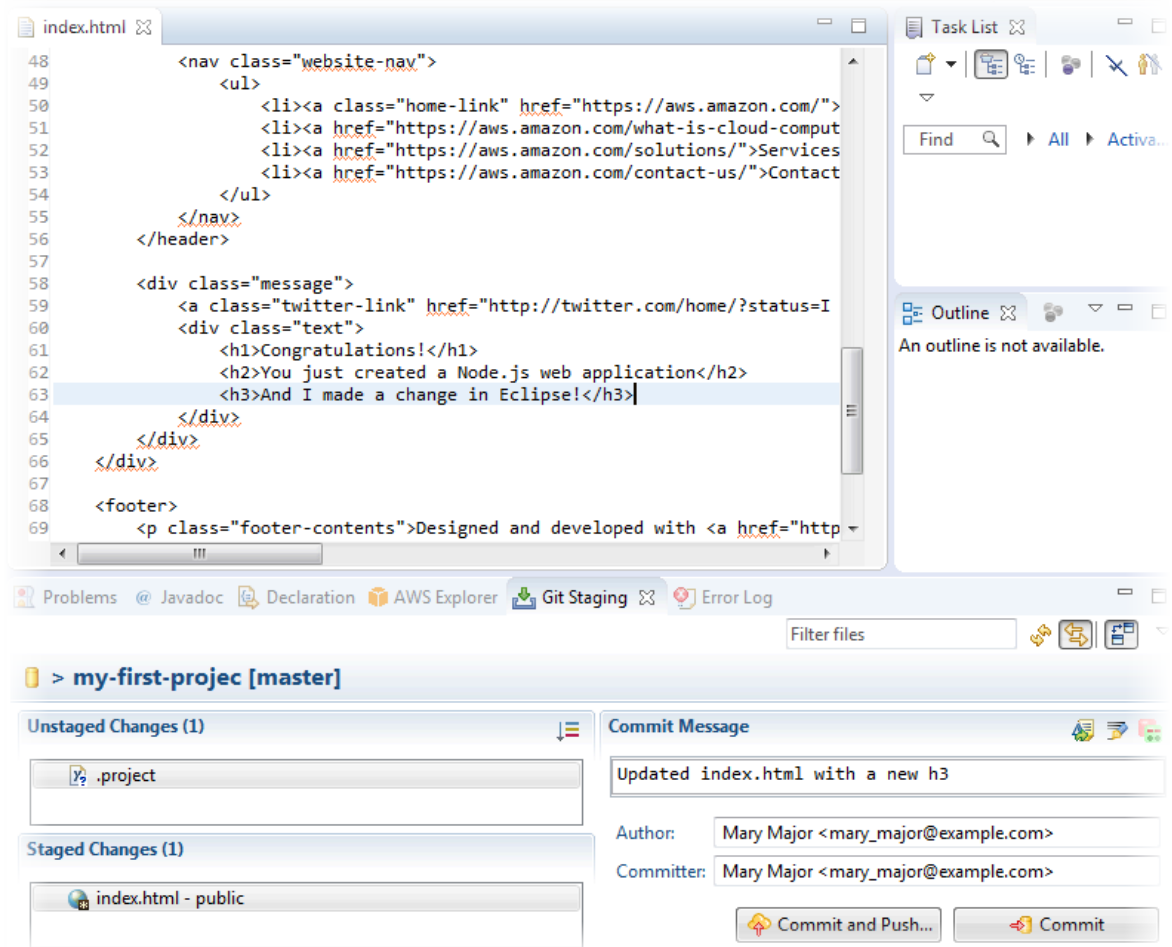 index.html
Task List
48 <nav class="website-nav">
49 <ul>
50 <li><a class="home-link" href="https://aws.amazon.com/">
51 <li><a href="https://aws.amazon.com/what-is-cloud-comput
52 <li><a href="https://aws.amazon.com/solutions/">Services
53 <li><a href="https://aws.amazon.com/contact-us/">Contact
54 </ul>
55 </nav>
56 </header>
57
58 <div class="message">
59 <a class="twitter-link" href="http://twitter.com/home/?status=I
60 <div class="text">
61 <h1>Congratulations!</h1>
62 <h2>You just created a Node.js web application</h2>
63 <h3>And I made a change in Eclipse!</h3>
64 </div>
65 </div>
66 </div>
67
68 <footer>
69 <p class="footer-contents">Designed and developed with <a href="http
Find All Activa...
Outline
An outline is not available.
Problems @ Javadoc Declaration AWS Explorer Git Staging Error Log
Filter files
> my-first-projec [master]
Unstaged Changes (1)
.project
Staged Changes (1)
index.html - public
Commit Message
Updated index.html with a new h3
Author: Mary Major <mary_major@example.com>
Committer: Mary Major <mary_major@example.com>
Commit and Push... Commit